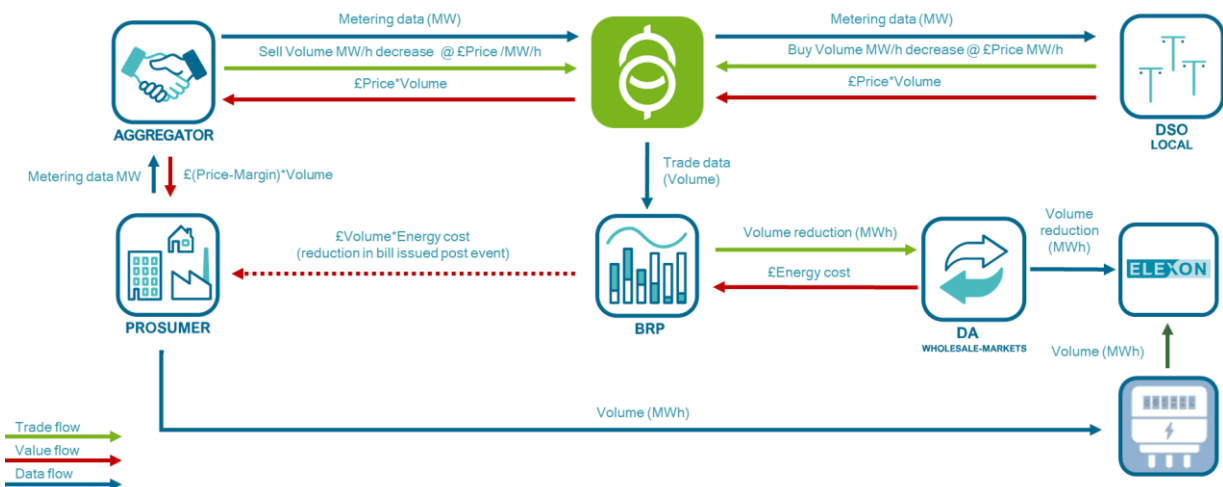 Metering data (MW)
Sell Volume MW/h decrease @ £Price /MW/h
£Price*Volume
Metering data (MW)
Buy Volume MW/h decrease @ £Price MW/h
£Price*Volume
AGGREGATOR
DSO
LOCAL
Metering data MW
£(Price-Margin)*Volume
Trade data
(Volume)
£Volume*Energy cost
(reduction in bill issued post event)
Volume reduction (MWh)
£Energy cost
Volume
reduction
(MWh)
ELEXON
PROSUMER
BRP
DA
WHOLESALE-MARKETS
Volume (MWh)
Volume (MWh)
Trade flow
Value flow
Data flow